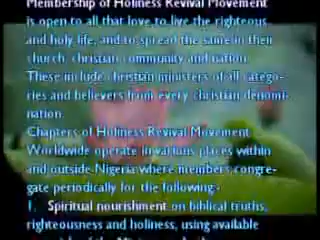 Membership of Holiness Revival Movement
is open to all that love to live the righteous
and holy life, and to spread the same in their
church, christian community and nation.
These include christian ministers of all catego-
ries and believers from every christian denomi-
nation.
Chapters of Holiness Revival Movement
Worldwide operate in various places within
and outside Nigeria where members congre-
gate periodically for the following:-
1. Spiritual nourishment on biblical truths,
righteousness and holiness, using available